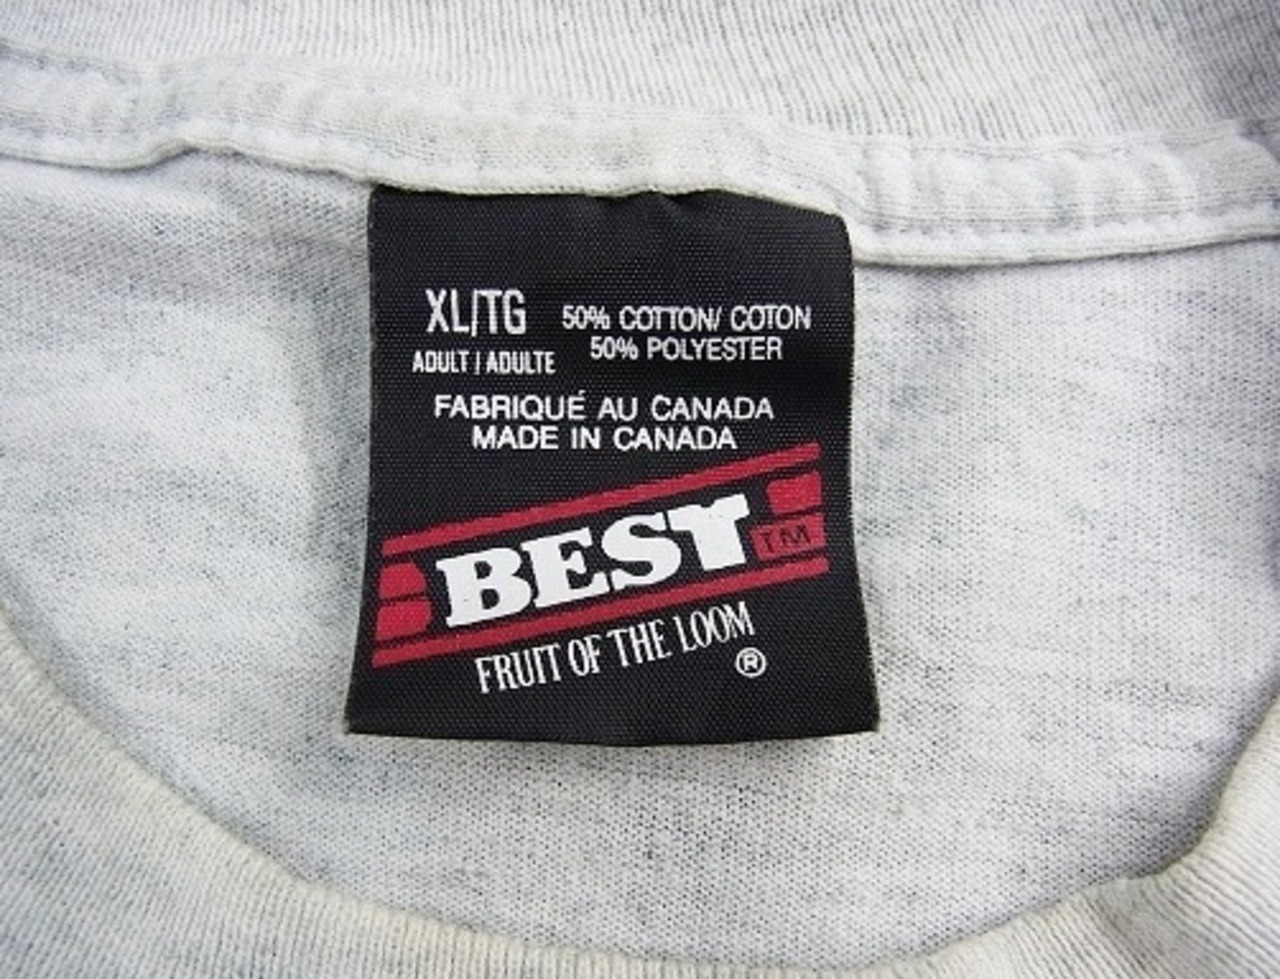 XL/TG
ADULT / ADULTE
50% COTTON/ COTON
50% POLYESTER
FABRIQUÉ AU CANADA
MADE IN CANADA
BEST TM
FRUIT OF THE LOOM
®